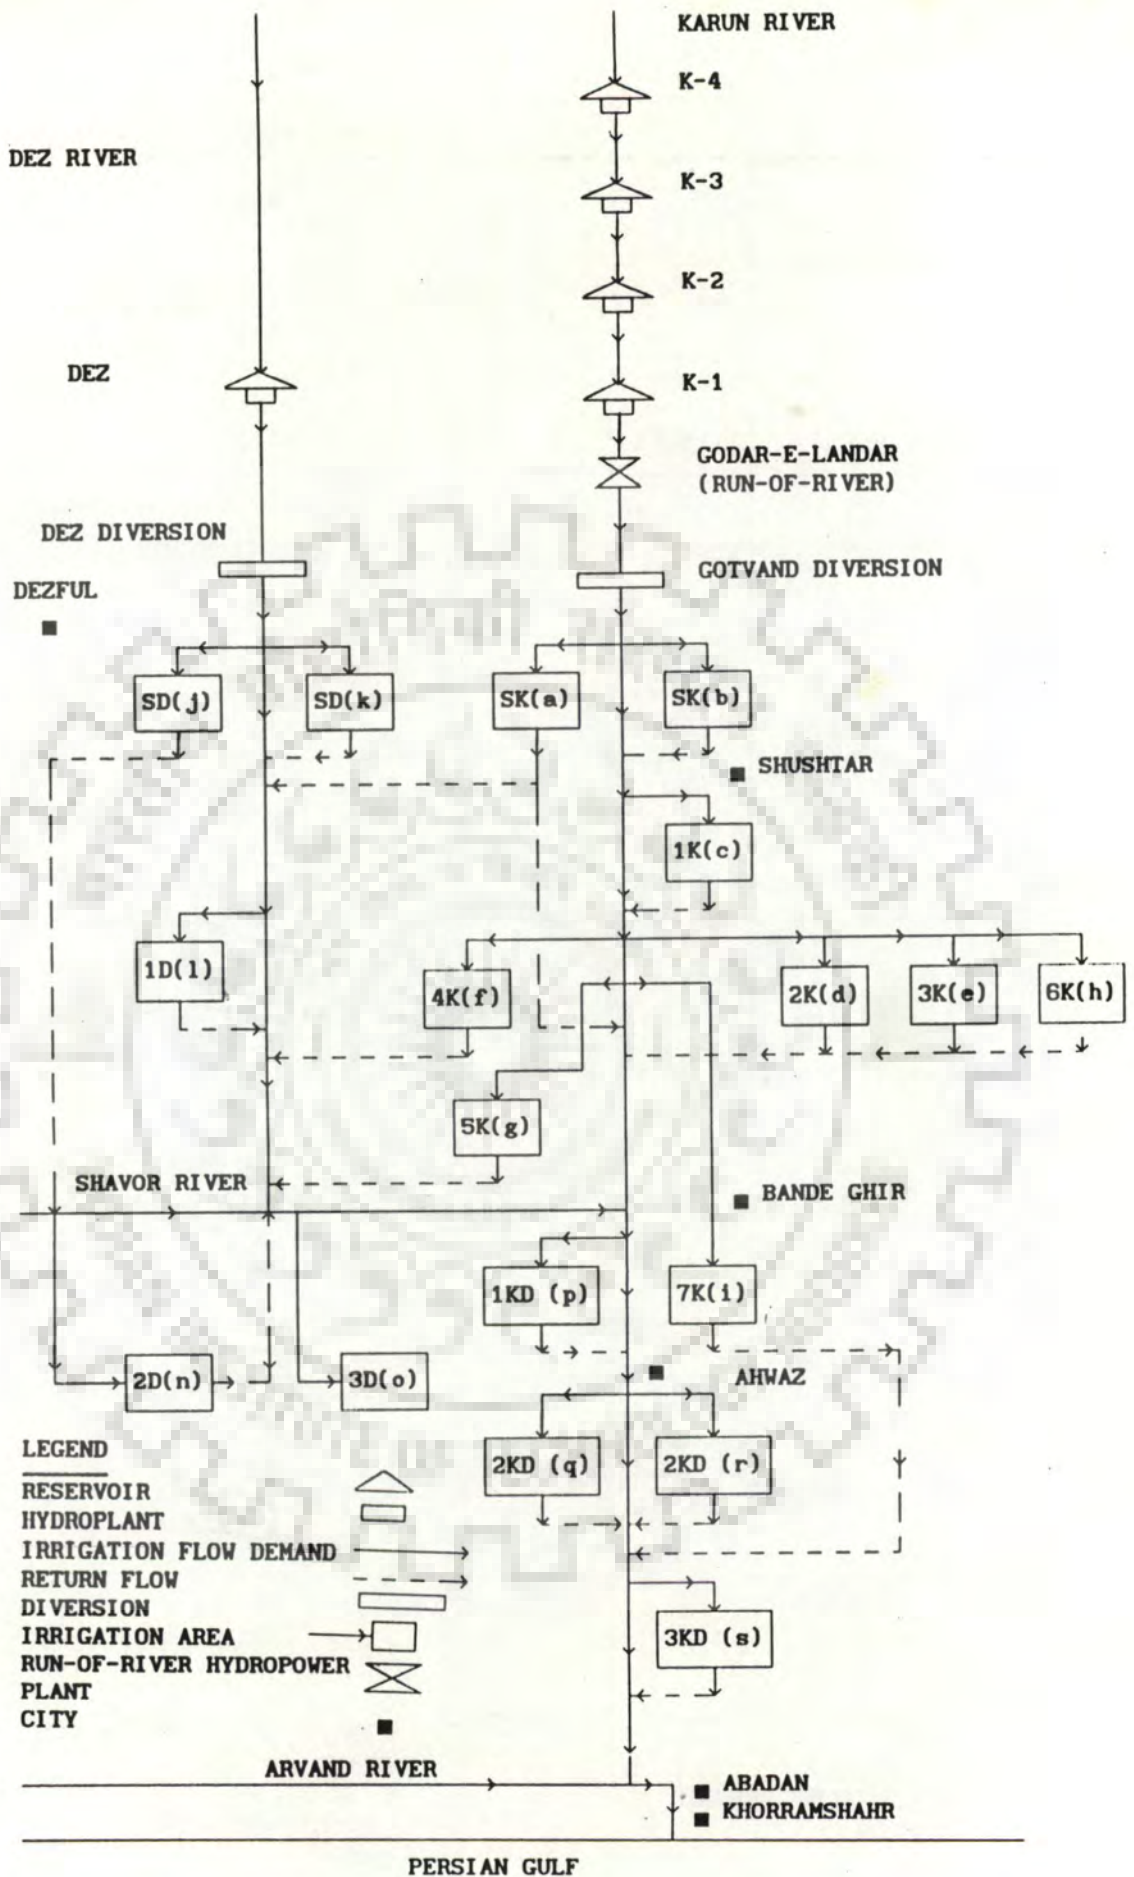 KARUN RIVER
K-4
DEZ RIVER
K-3
K-2
DEZ
K-1
GODAR-E-LANDAR
(RUN-OF-RIVER)
DEZ DIVERSION
GOTVAND DIVERSION
DEZFUL
SD(j)
SD(k)
SK(a)
SK(b)
SHUSHTAR
1K(c)
1D(l)
4K(f)
2K(d)
3K(e)
6K(h)
5K(g)
SHAVOR RIVER
BANDE GHIR
1KD (p)
7K(i)
2D(n)
3D(o)
AHWAZ
2KD (q)
2KD (r)
LEGEND
RESERVOIR
HYDROPLANT
IRRIGATION FLOW DEMAND
RETURN FLOW
DIVERSION
IRRIGATION AREA
RUN-OF-RIVER HYDROPOWER
PLANT
CITY
3KD (s)
ARVAND RIVER
ABADAN
KHORRAMSHAHR
PERSIAN GULF